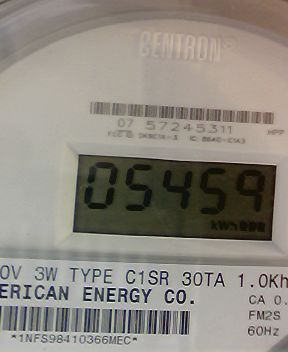 CENTRON®
07 57245311 HPP
05459
kWh
0V 3W TYPE C1SR 30TA 1.0Kh
ERICAN ENERGY CO.
CA 0.
FM2S
60Hz
*1NFS98410366MEC*